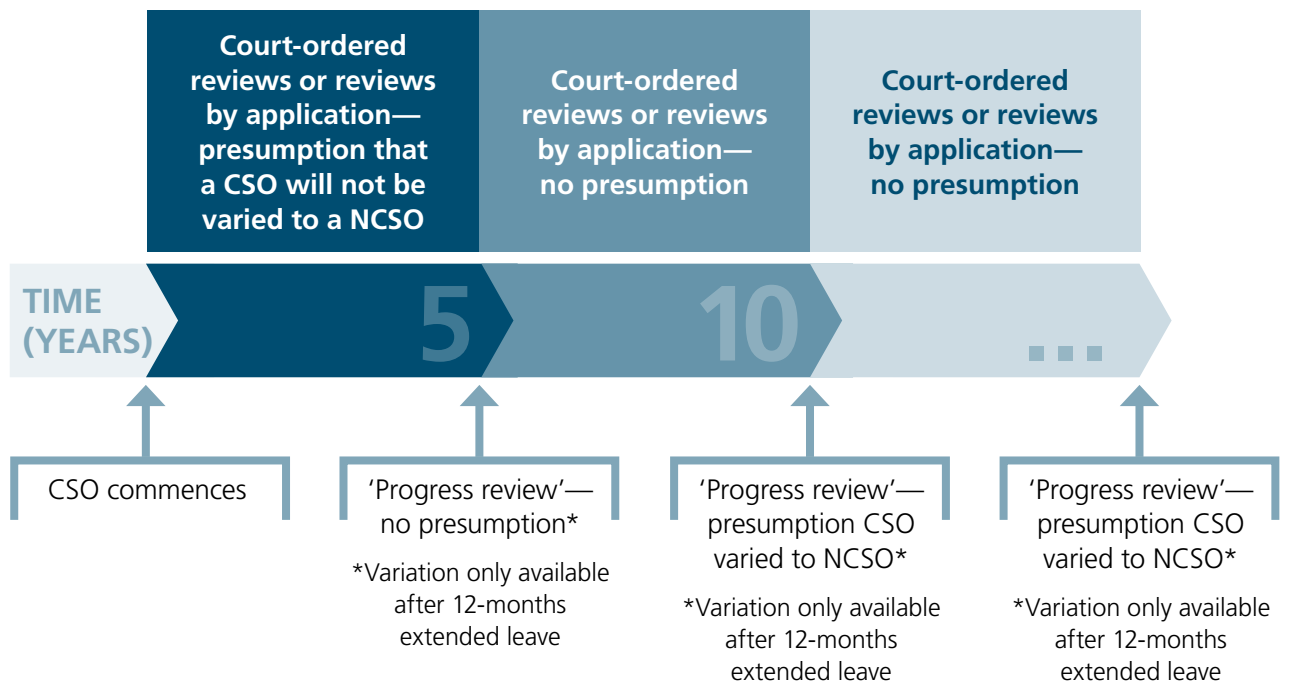 Court-ordered
reviews or reviews
by application—
presumption that
a CSO will not be
varied to a NCSO
Court-ordered
reviews or reviews
by application—
no presumption
Court-ordered
reviews or reviews
by application—
no presumption
TIME
(YEARS)
5
10
...
CSO commences
‘Progress review’—
no presumption*
*Variation only available
after 12-months
extended leave
‘Progress review’—
presumption CSO
varied to NCSO*
*Variation only available
after 12-months
extended leave
‘Progress review’—
presumption CSO
varied to NCSO*
*Variation only available
after 12-months
extended leave